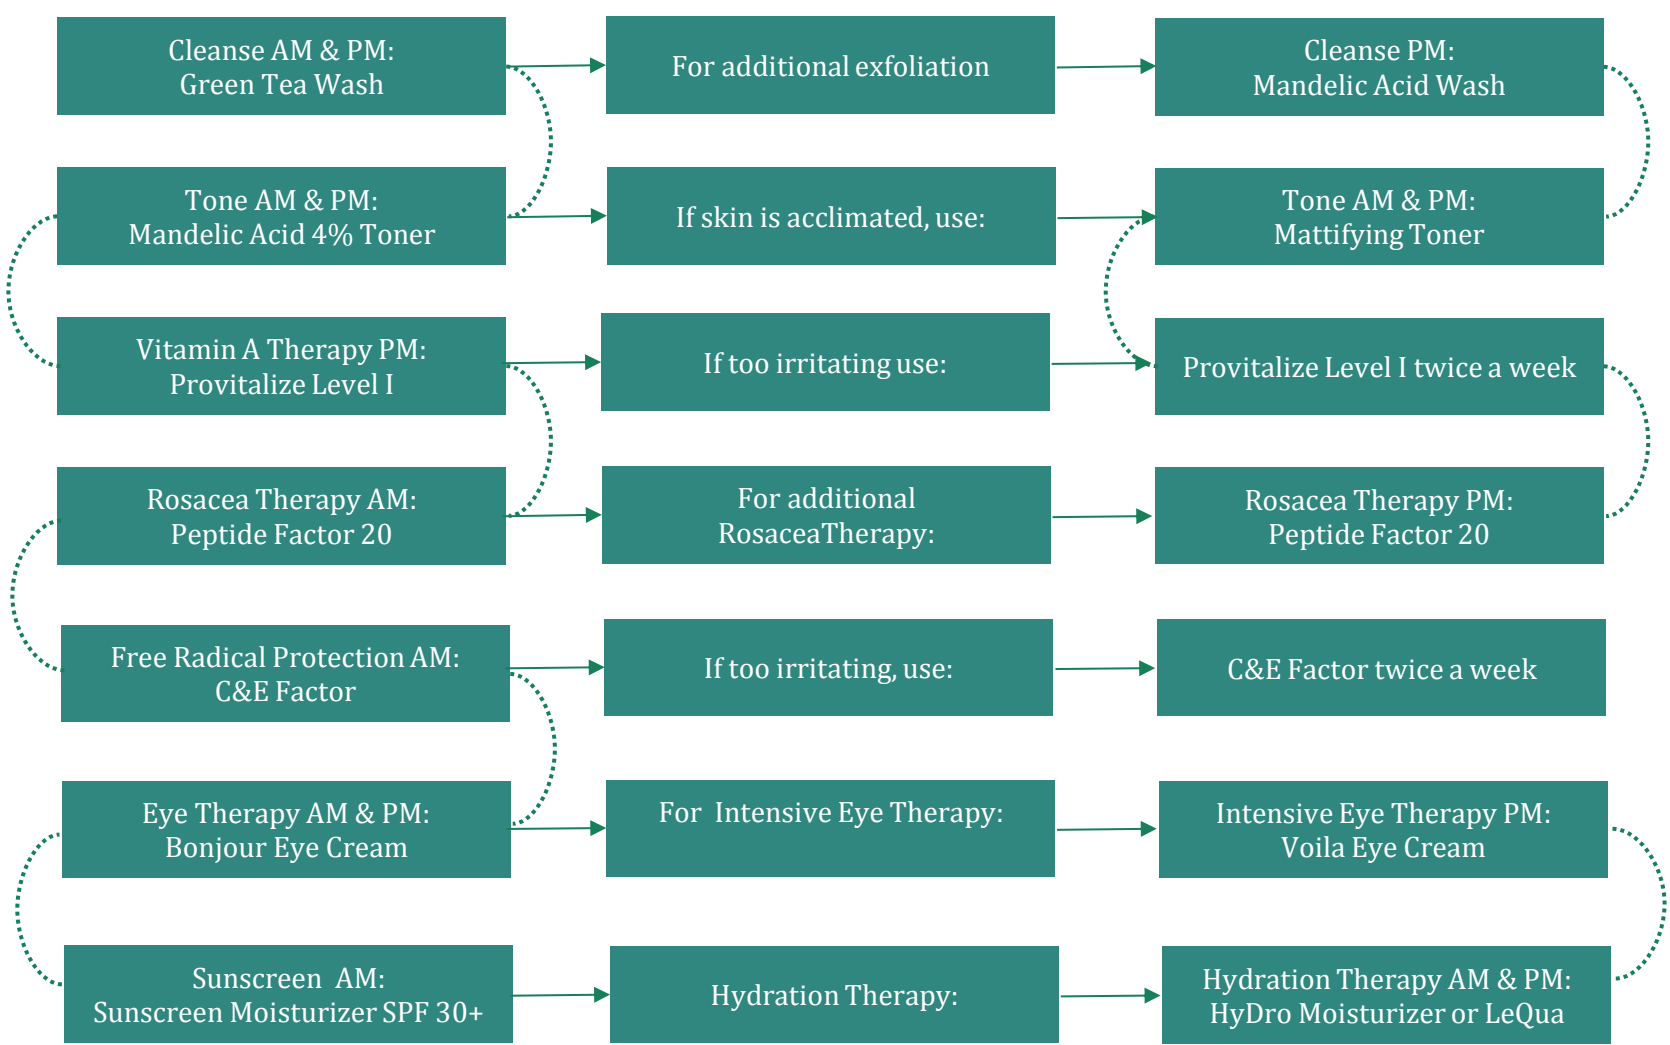 Cleanse AM & PM:
Green Tea Wash
For additional exfoliation
Cleanse PM:
Mandelic Acid Wash
Tone AM & PM:
Mandelic Acid 4% Toner
If skin is acclimated, use:
Tone AM & PM:
Mattifying Toner
Vitamin A Therapy PM:
Provitalize Level I
If too irritating use:
Provitalize Level I twice a week
Rosacea Therapy AM:
Peptide Factor 20
For additional
RosaceaTherapy:
Rosacea Therapy PM:
Peptide Factor 20
Free Radical Protection AM:
C&E Factor
If too irritating, use:
C&E Factor twice a week
Eye Therapy AM & PM:
Bonjour Eye Cream
For Intensive Eye Therapy:
Intensive Eye Therapy PM:
Voila Eye Cream
Sunscreen AM:
Sunscreen Moisturizer SPF 30+
Hydration Therapy:
Hydration Therapy AM & PM:
HyDro Moisturizer or LeQua